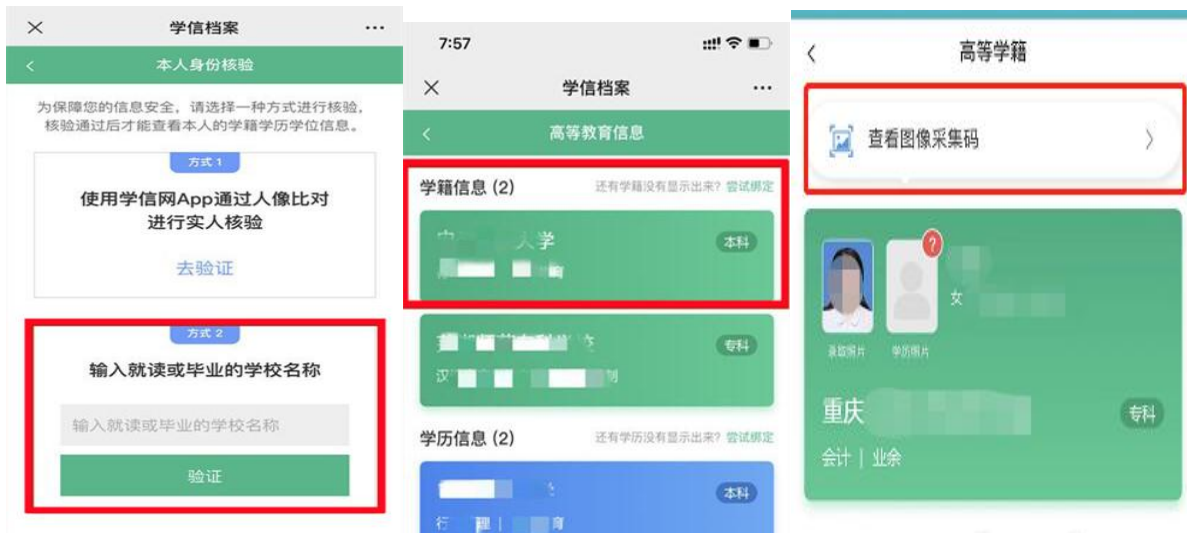 学信档案
本人身份核验
为保障您的信息安全，请选择一种方式进行核验，
核验通过后才能查看本人的学籍学历学位信息。
方式 1
使用学信网App通过人像比对
进行实人核验
去验证
方式 2
输入就读或毕业的学校名称
输入就读或毕业的学校名称
验证
7:57
学信档案
高等教育信息
学籍信息 (2) 还有学籍没有显示出来? 尝试绑定
大学 本科
专科
学历信息 (2) 还有学历没有显示出来? 尝试绑定
本科
高等学籍
查看图像采集码
?
女
录取照片 学历照片
重庆 专科
会计 | 业余